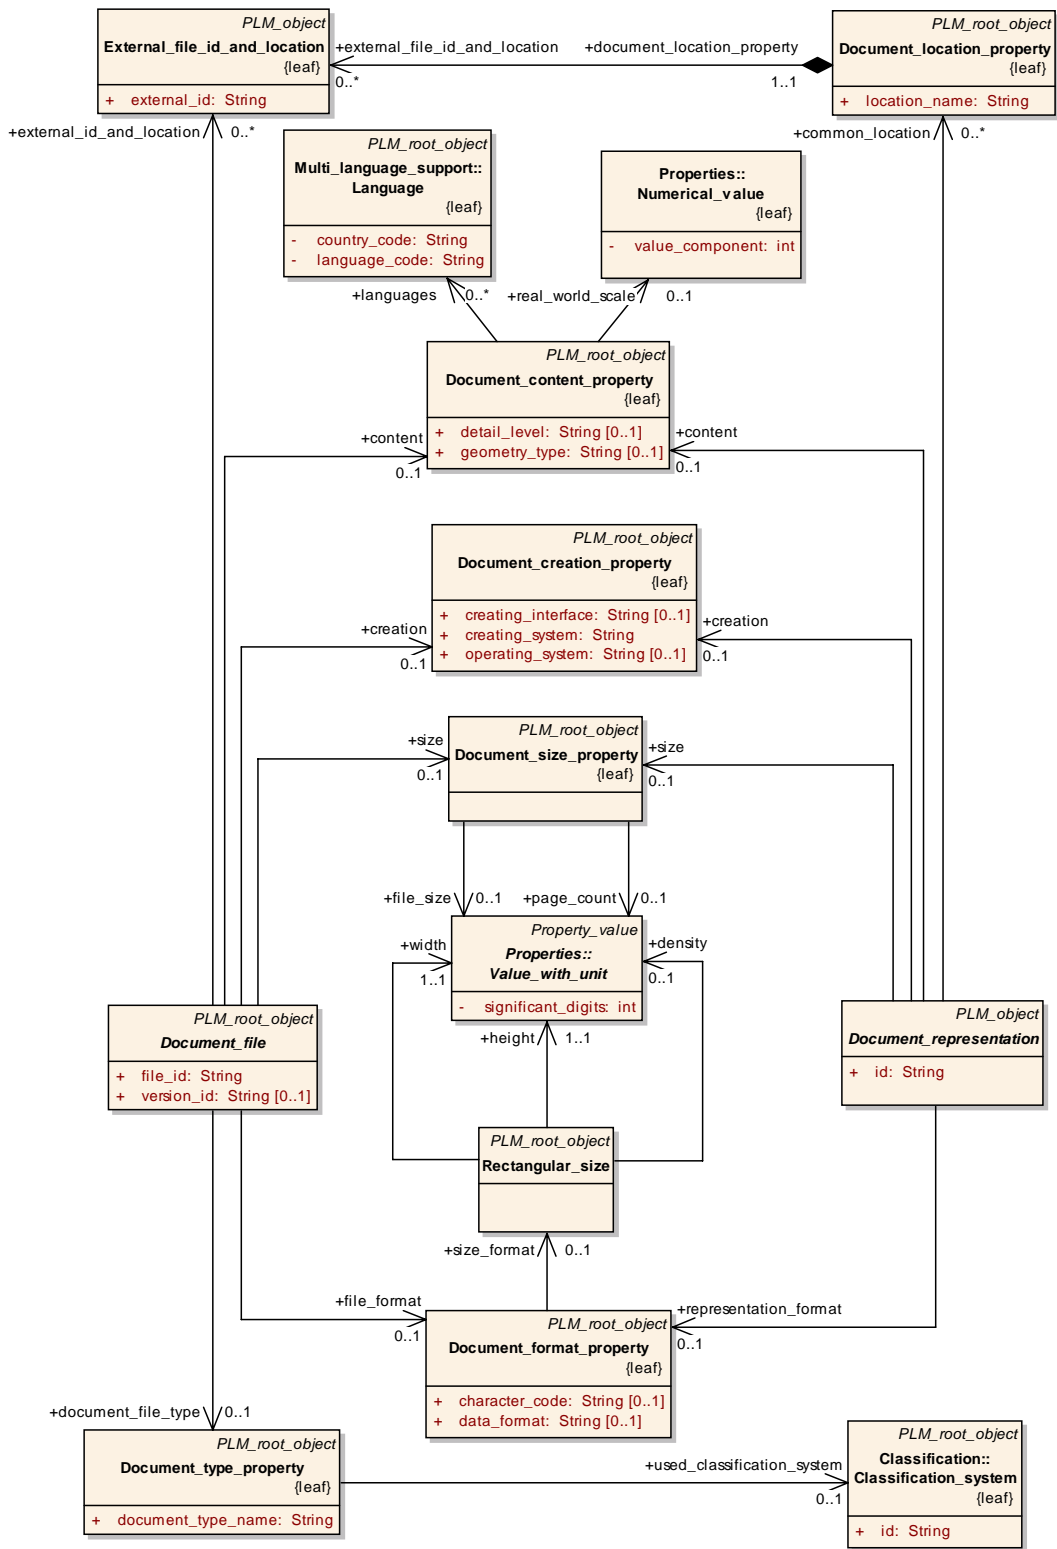 PLM_object
External_file_id_and_location
{leaf}
+ external_id: String
+external_file_id_and_location
0..*
+document_location_property
1..1
PLM_root_object
Document_location_property
{leaf}
+ location_name: String
+external_id_and_location
0..*
+common_location
0..*
PLM_root_object
Multi_language_support::
Language
{leaf}
- country_code: String
- language_code: String
Properties::
Numerical_value
{leaf}
- value_component: int
+languages
0..*
+real_world_scale
0..1
PLM_root_object
Document_content_property
{leaf}
+ detail_level: String [0..1]
+ geometry_type: String [0..1]
+content
0..1
+content
0..1
PLM_root_object
Document_creation_property
{leaf}
+ creating_interface: String [0..1]
+ creating_system: String
+ operating_system: String [0..1]
+creation
0..1
+creation
0..1
PLM_root_object
Document_size_property
{leaf}
+size
0..1
+size
0..1
+file_size
0..1
+page_count
0..1
Property_value
Properties::
Value_with_unit
- significant_digits: int
+width
1..1
+density
0..1
+height
1..1
PLM_root_object
Document_file
+ file_id: String
+ version_id: String [0..1]
PLM_object
Document_representation
+ id: String
PLM_root_object
Rectangular_size
+size_format
0..1
+file_format
0..1
+representation_format
0..1
PLM_root_object
Document_format_property
{leaf}
+ character_code: String [0..1]
+ data_format: String [0..1]
+document_file_type
0..1
PLM_root_object
Document_type_property
{leaf}
+ document_type_name: String
+used_classification_system
0..1
PLM_root_object
Classification::
Classification_system
{leaf}
+ id: String